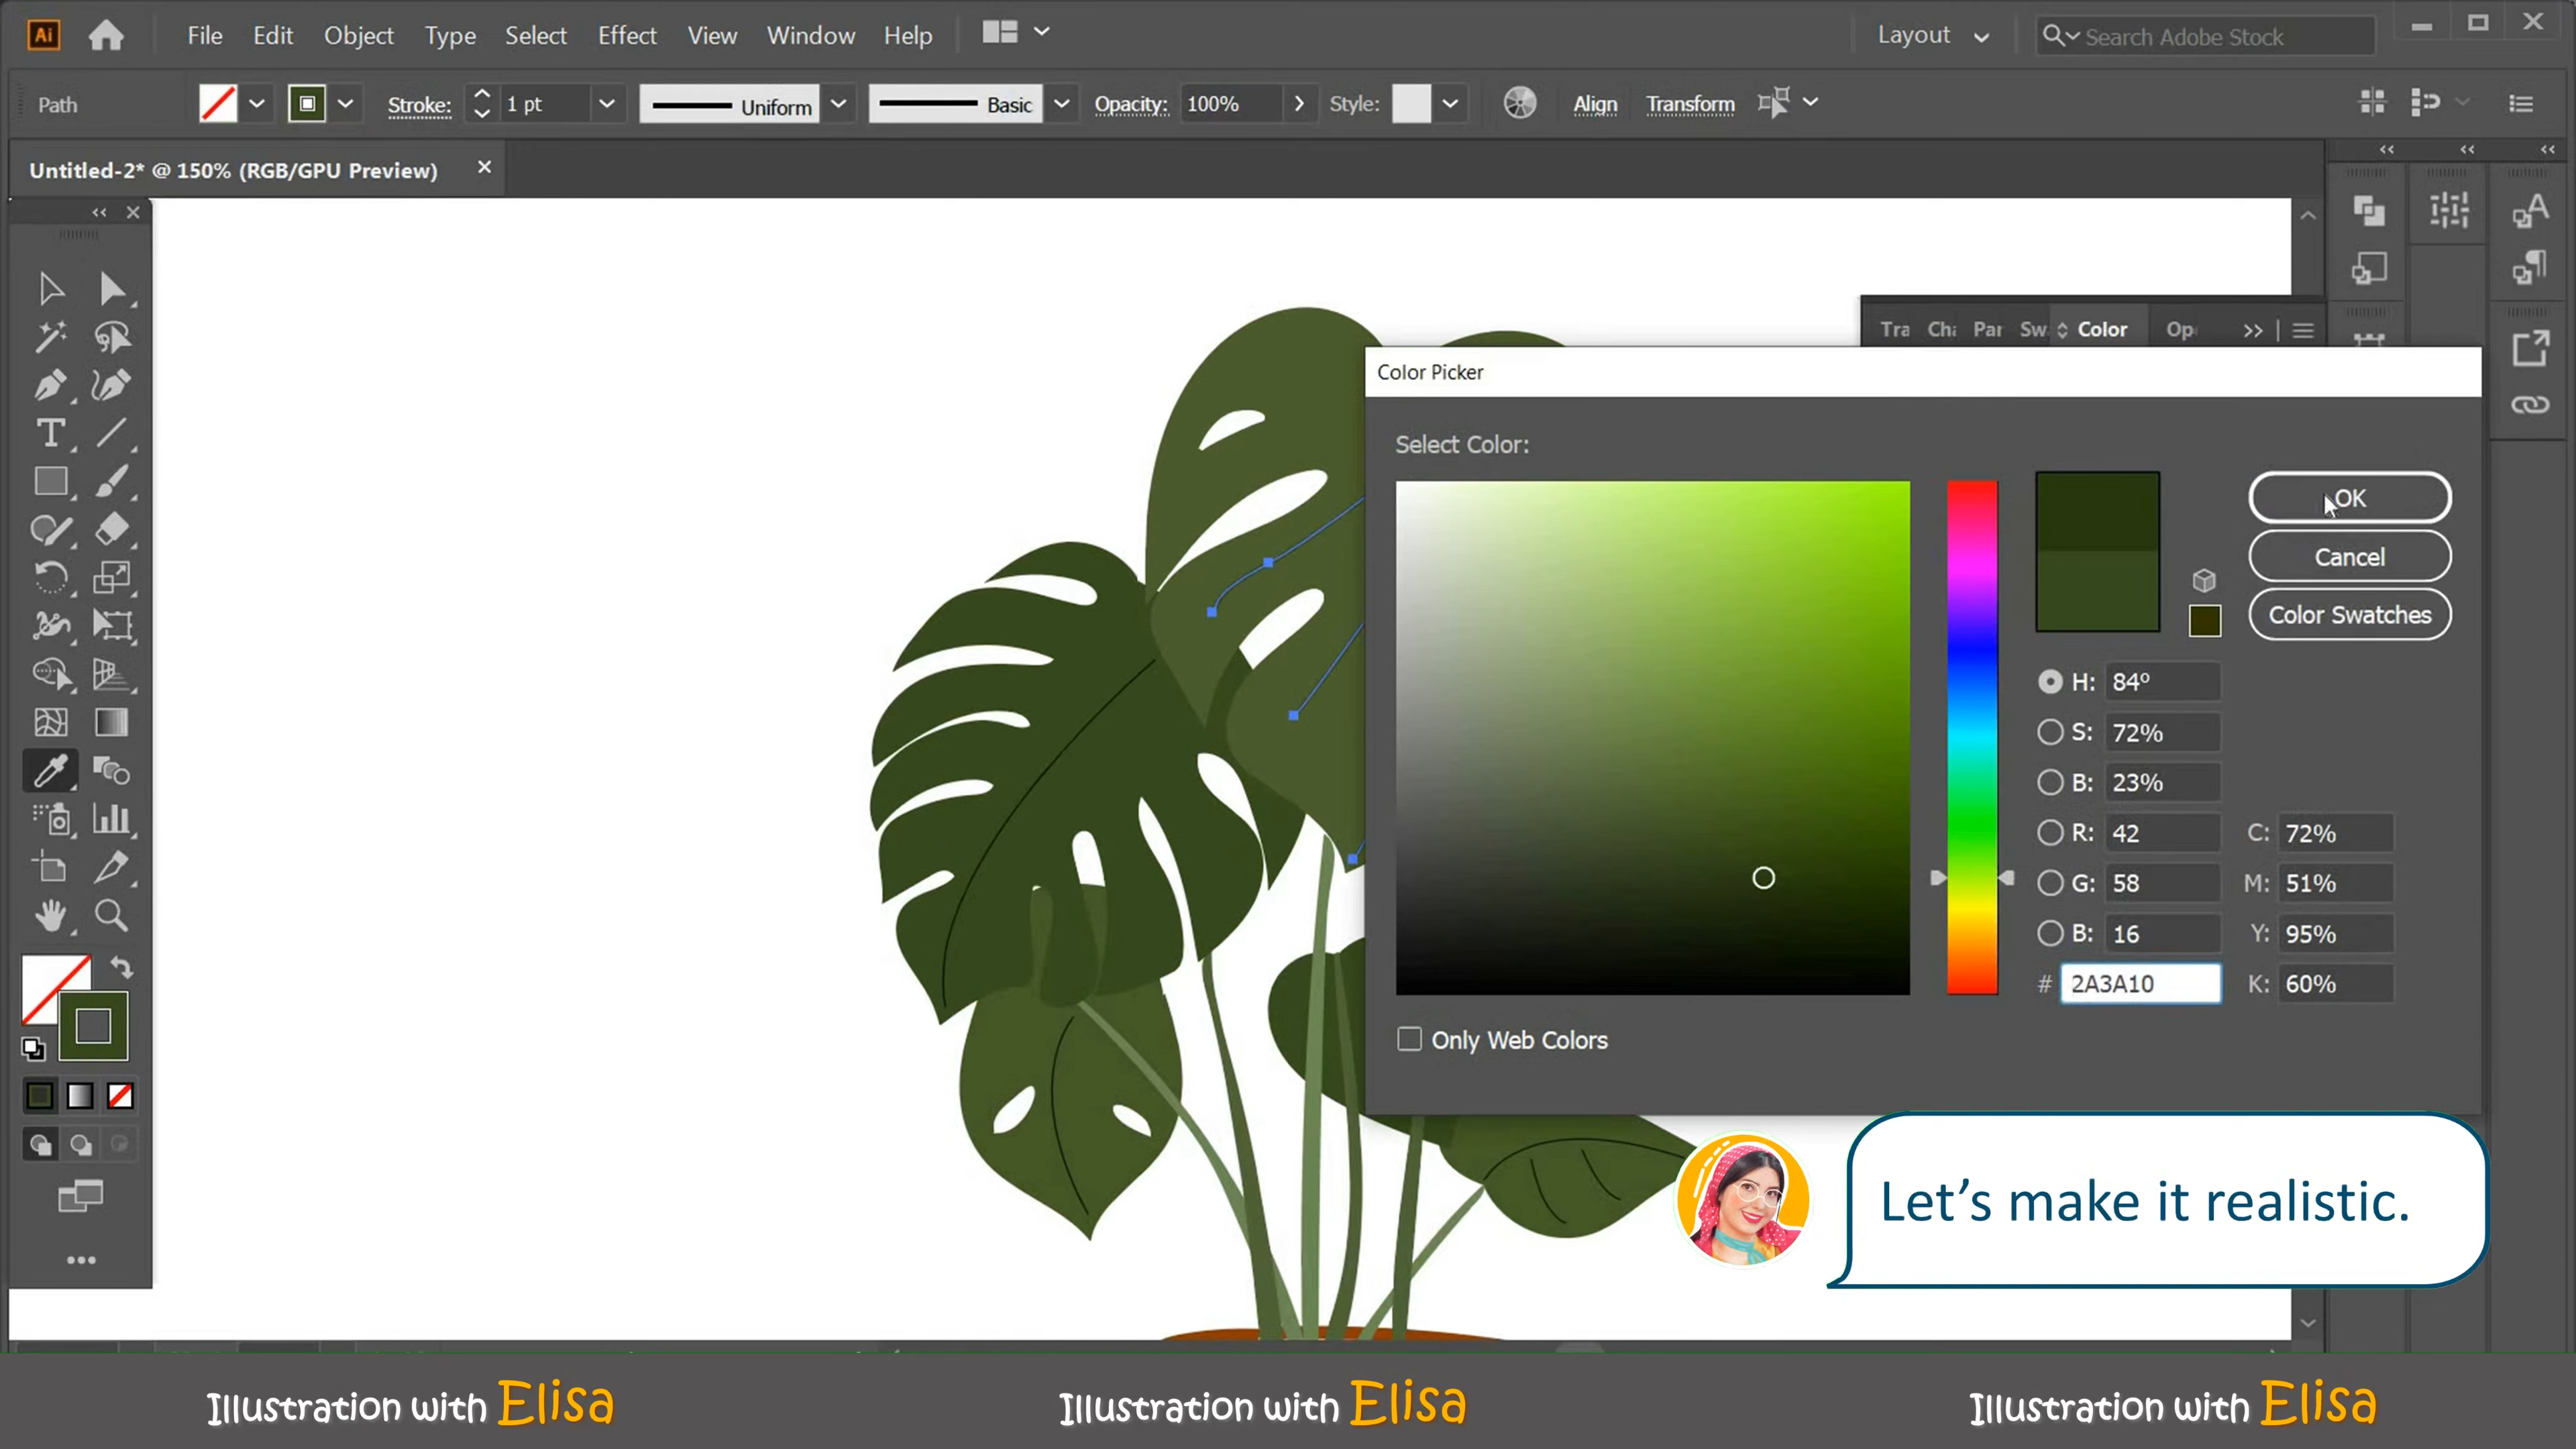 Ai File Edit Object Type Select Effect View Window Help Layout Search Adobe Stock
Path Stroke: 1 pt Uniform Basic Opacity: 100% Style: Align Transform
Untitled-2* @ 150% (RGB/GPU Preview)
Tra Cha Par Sw Color Op
Color Picker
Select Color:
OK
Cancel
Color Swatches
H: 84º
S: 72%
B: 23%
R: 42 C: 72%
G: 58 M: 51%
B: 16 Y: 95%
# 2A3A10 K: 60%
Only Web Colors
Let’s make it realistic.
Illustration with Elisa Illustration with Elisa Illustration with Elisa